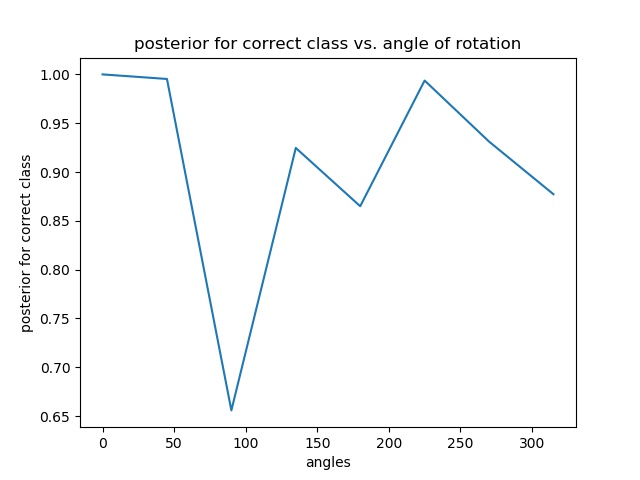 posterior for correct class vs. angle of rotation
1.00
0.95
0.90
0.85
0.80
0.75
0.70
0.65
posterior for correct class
0 50 100 150 200 250 300
angles